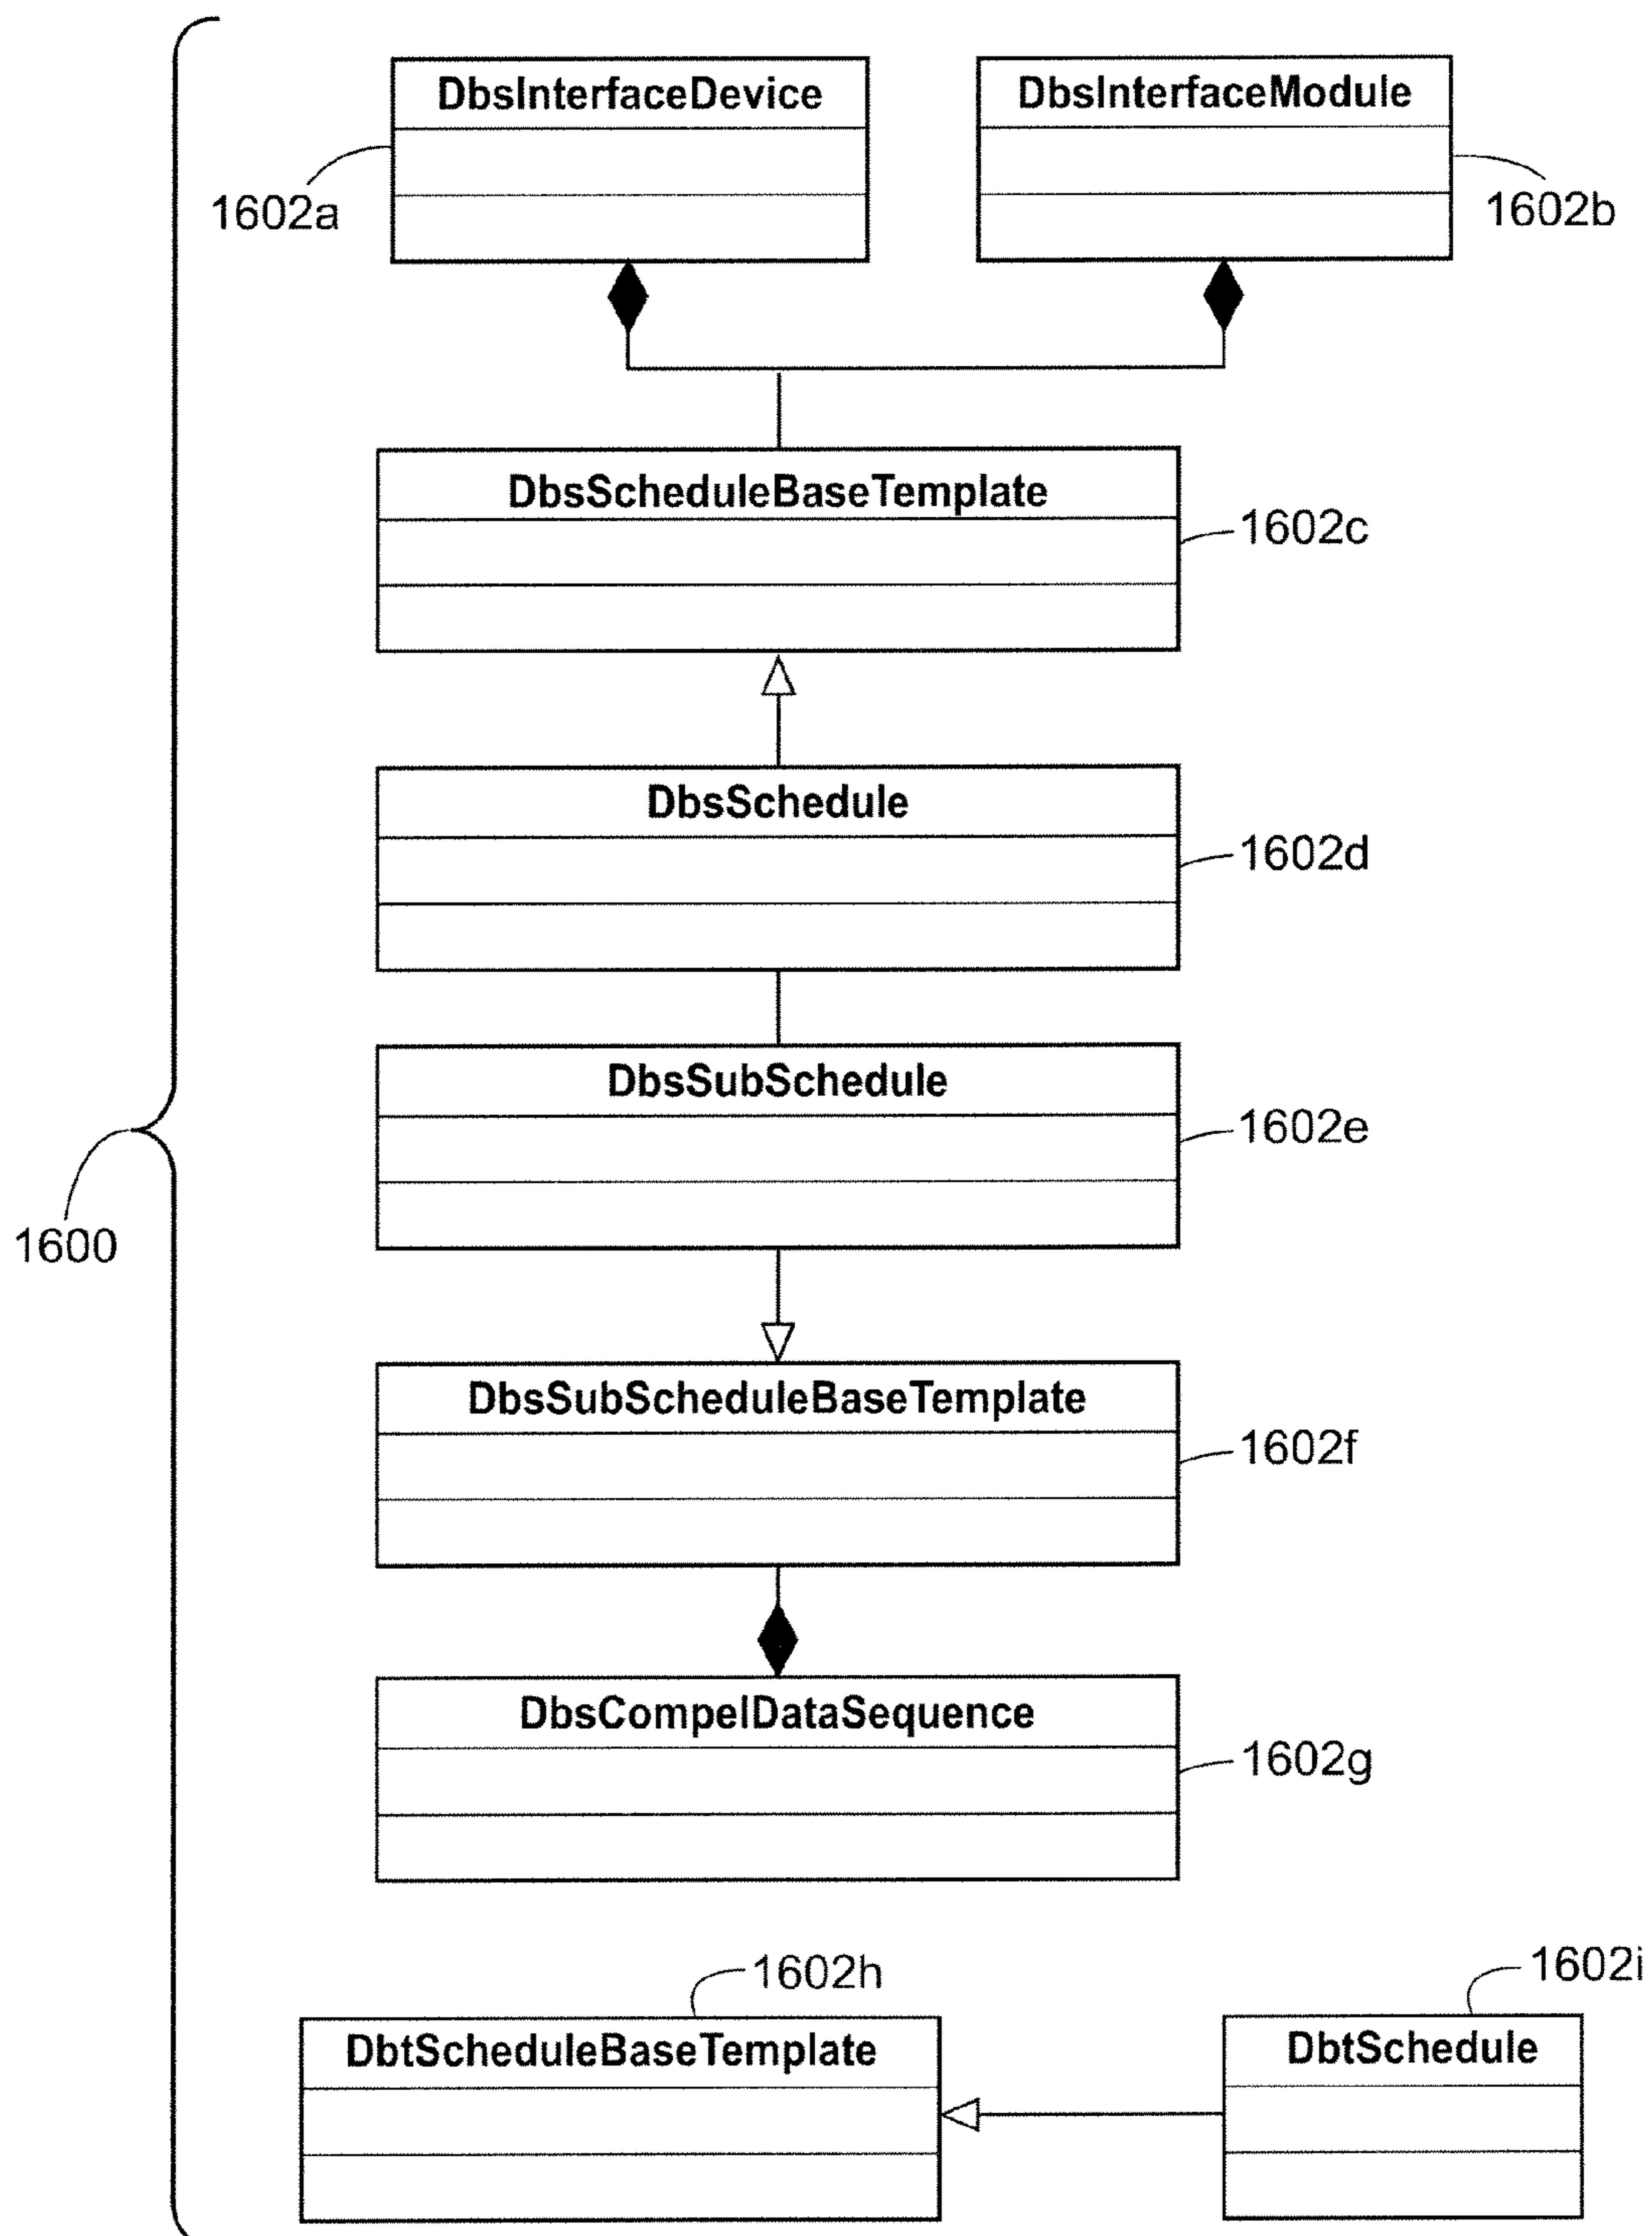 DbsInterfaceDevice
DbsInterfaceModule
1602a
1602b
DbsScheduleBaseTemplate
1602c
DbsSchedule
1602d
DbsSubSchedule
1602e
1600
DbsSubScheduleBaseTemplate
1602f
DbsCompelDataSequence
1602g
1602h
1602i
DbtScheduleBaseTemplate
DbtSchedule